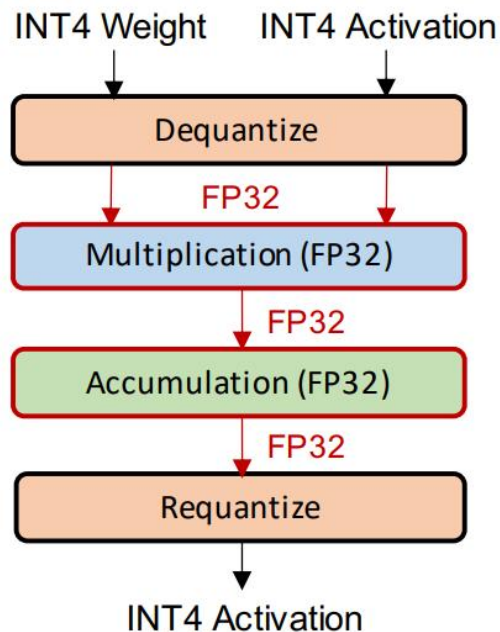 INT4 Weight INT4 Activation
Dequantize
FP32
Multiplication (FP32)
FP32
Accumulation (FP32)
FP32
Requantize
INT4 Activation